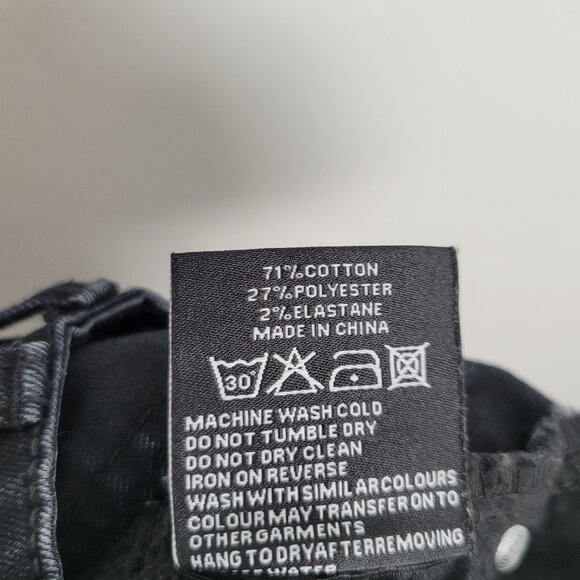 71%COTTON
27%POLYESTER
2%ELASTANE
MADE IN CHINA
30
MACHINE WASH COLD
DO NOT TUMBLE DRY
DO NOT DRY CLEAN
IRON ON REVERSE
WASH WITH SIMILAR COLOURS
COLOUR MAY TRANSFER ON TO
OTHER GARMENTS
HANG TO DRY AFTER REMOVING
WATER